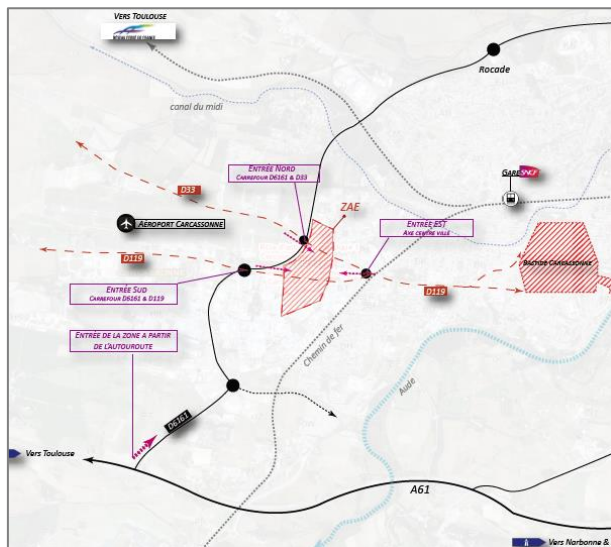 Vers Toulouse
Rocade
canal du midi
Entrée Nord
Carrefour D6161 & D33
Gare SNCF
D33
ZAE
Aéroport Carcassonne
Entrée Est
Axe centre ville
D119
Bastide Carcassonne
Entrée Sud
Carrefour D6161 & D119
D119
Entrée de la zone a partir
de l'autouroute
Chemin de fer
Aude
D6161
Vers Toulouse
A61
Vers Narbonne &